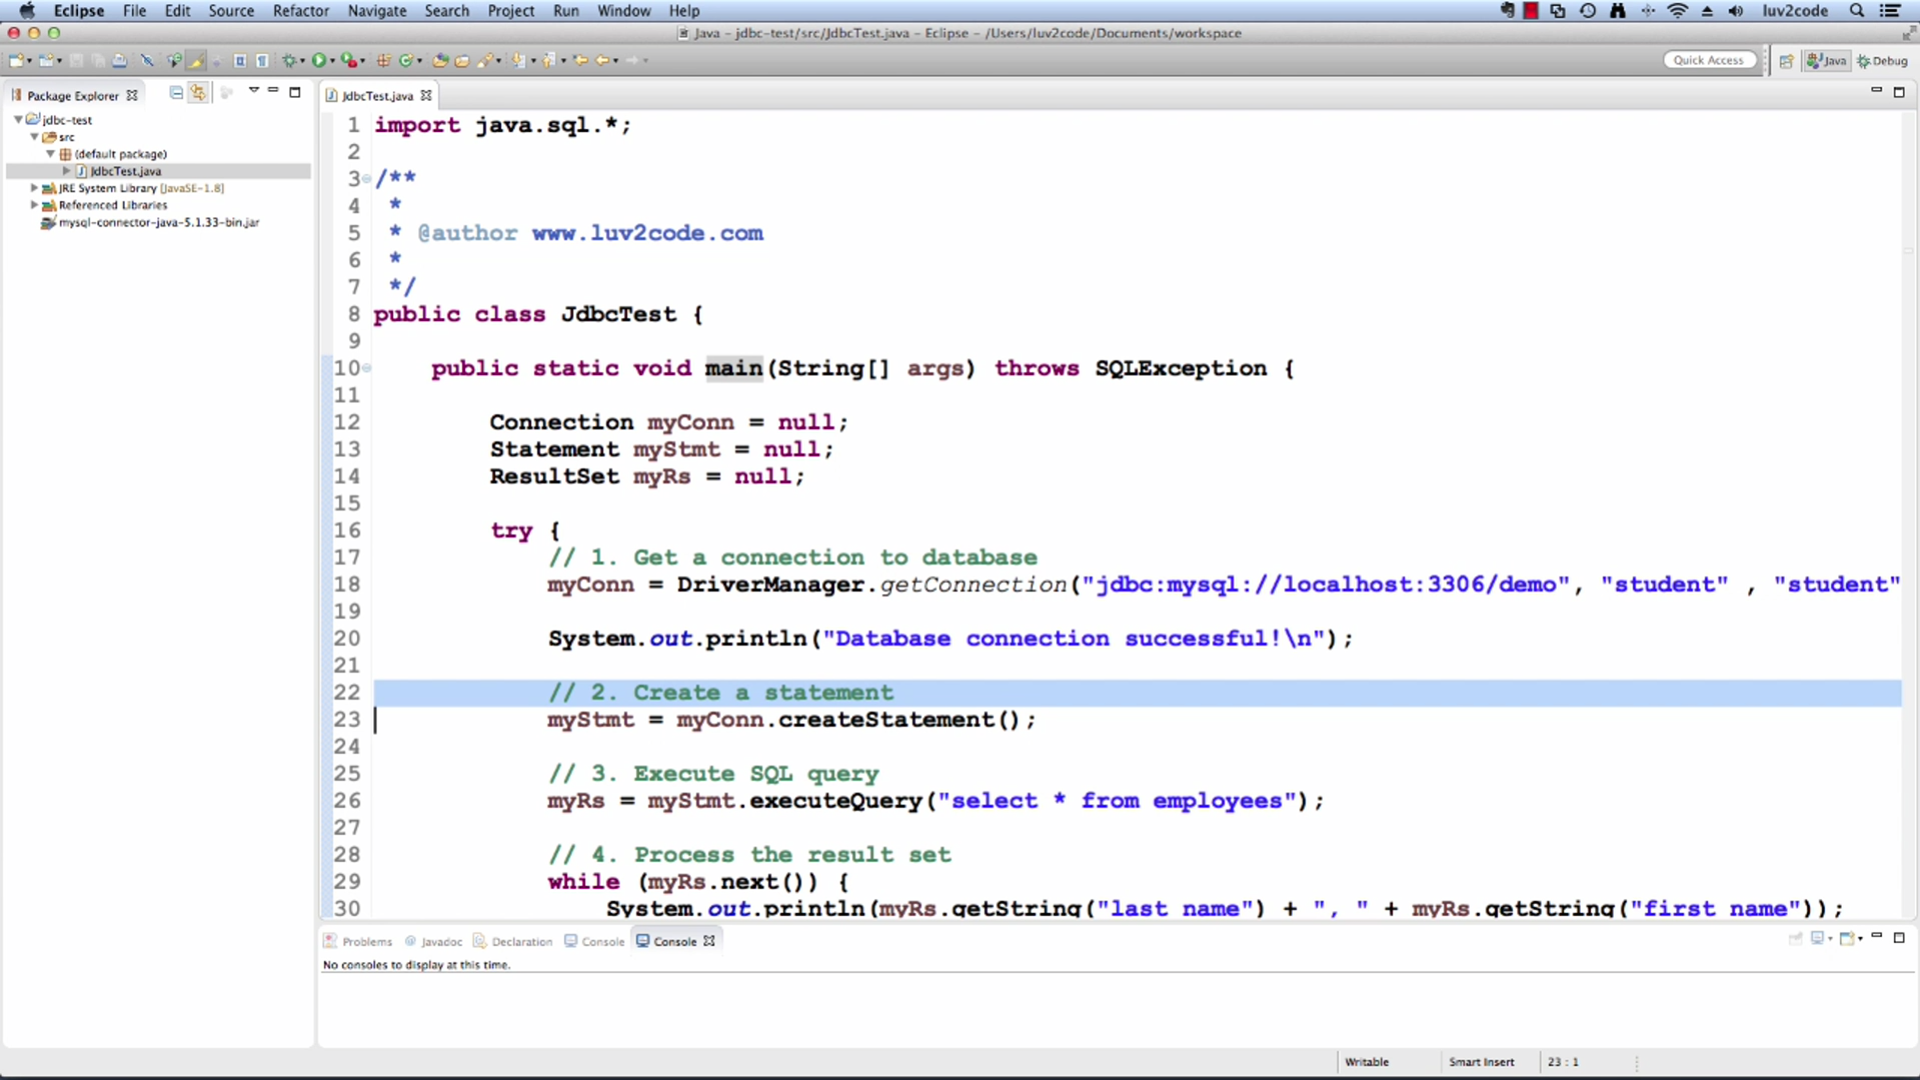 Eclipse File Edit Source Refactor Navigate Search Project Run Window Help luv2code
Java - jdbc-test/src/JdbcTest.java - Eclipse - /Users/luv2code/Documents/workspace
Quick Access Java Debug
Package Explorer
jdbc-test
src
(default package)
JdbcTest.java
JRE System Library [JavaSE-1.8]
Referenced Libraries
mysql-connector-java-5.1.33-bin.jar
JdbcTest.java
1 import java.sql.*;
2
3 /**
4 *
5 * @author www.luv2code.com
6 *
7 */
8 public class JdbcTest {
9
10 public static void main(String[] args) throws SQLException {
11
12 Connection myConn = null;
13 Statement myStmt = null;
14 ResultSet myRs = null;
15
16 try {
17 // 1. Get a connection to database
18 myConn = DriverManager.getConnection("jdbc:mysql://localhost:3306/demo", "student" , "student"
19
20 System.out.println("Database connection successful!\n");
21
22 // 2. Create a statement
23 myStmt = myConn.createStatement();
24
25 // 3. Execute SQL query
26 myRs = myStmt.executeQuery("select * from employees");
27
28 // 4. Process the result set
29 while (myRs.next()) {
30 System.out.println(myRs.getString("last_name") + ", " + myRs.getString("first_name"));
Problems Javadoc Declaration Console Console
No consoles to display at this time.
Writable Smart Insert 23 : 1